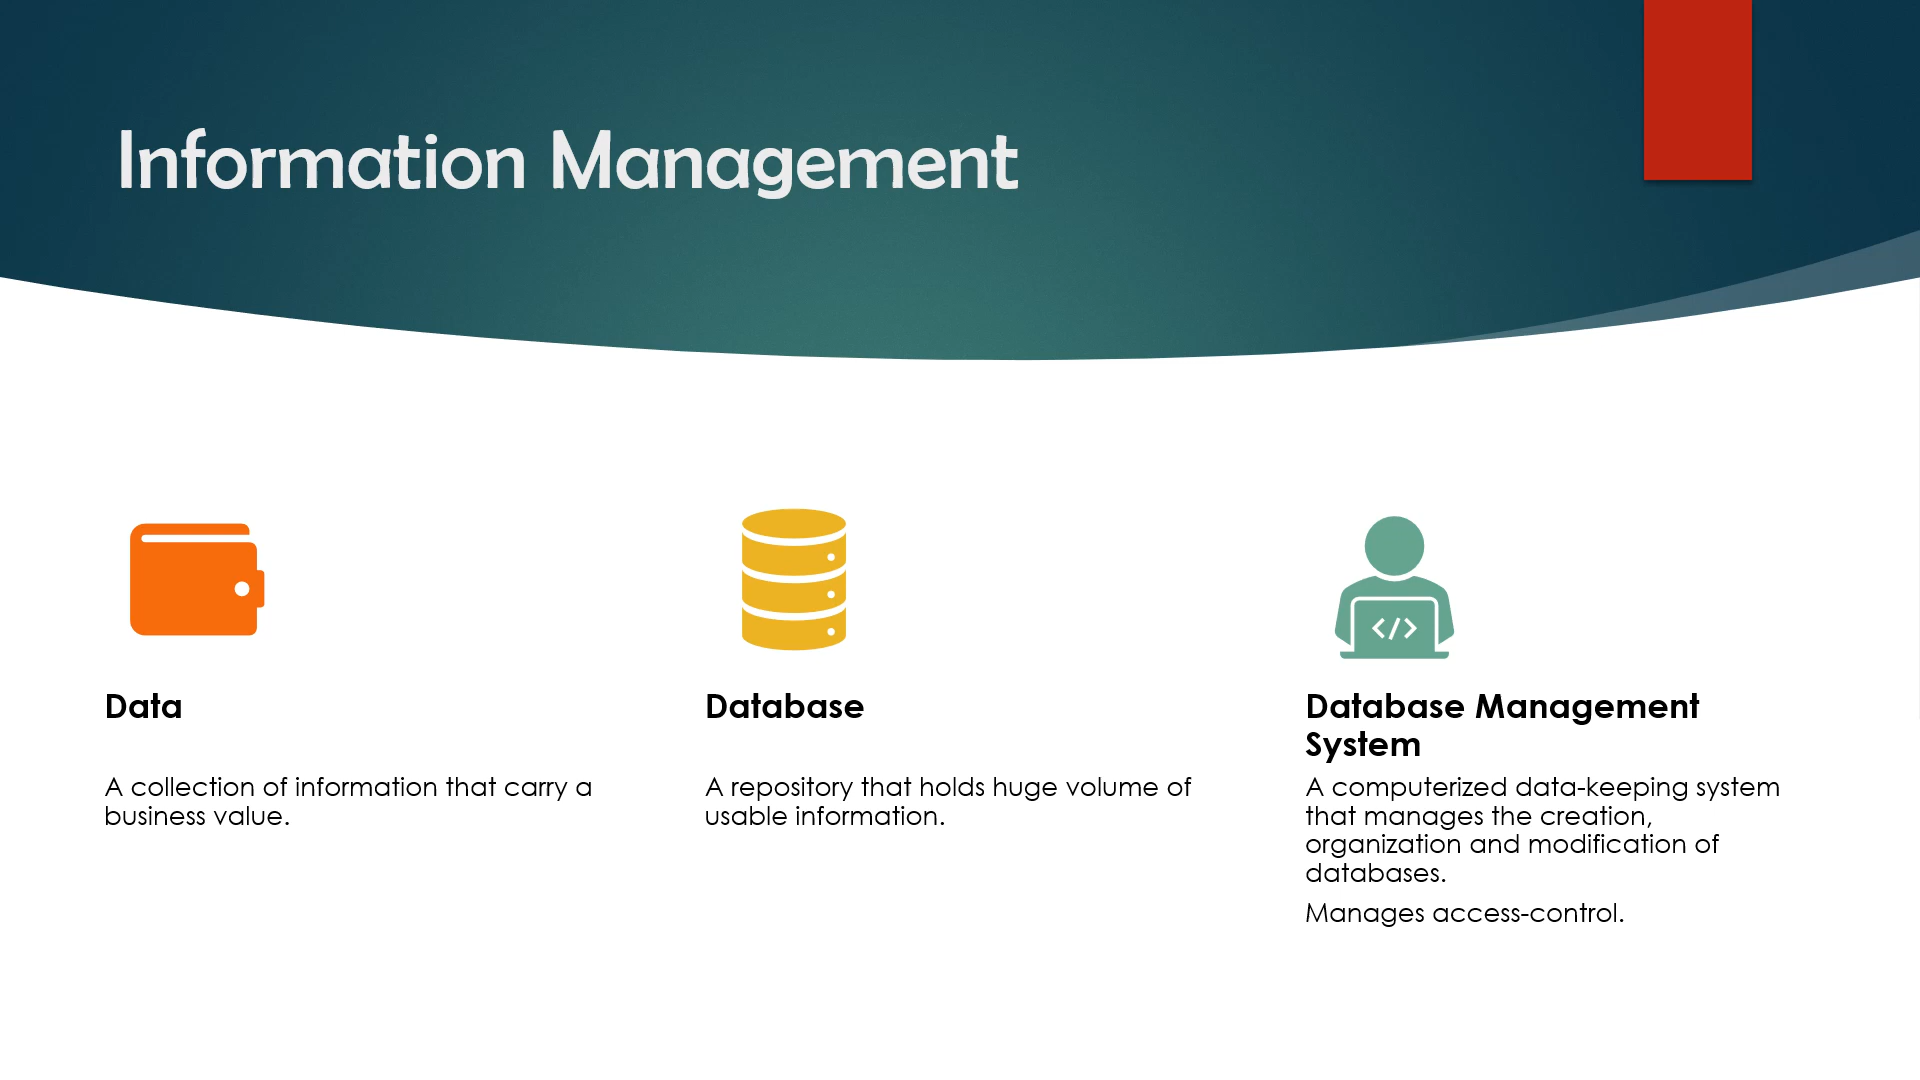 Information Management
Data
A collection of information that carry a
business value.
Database
A repository that holds huge volume of
usable information.
</>
Database Management
System
A computerized data-keeping system
that manages the creation,
organization and modification of
databases.
Manages access-control.